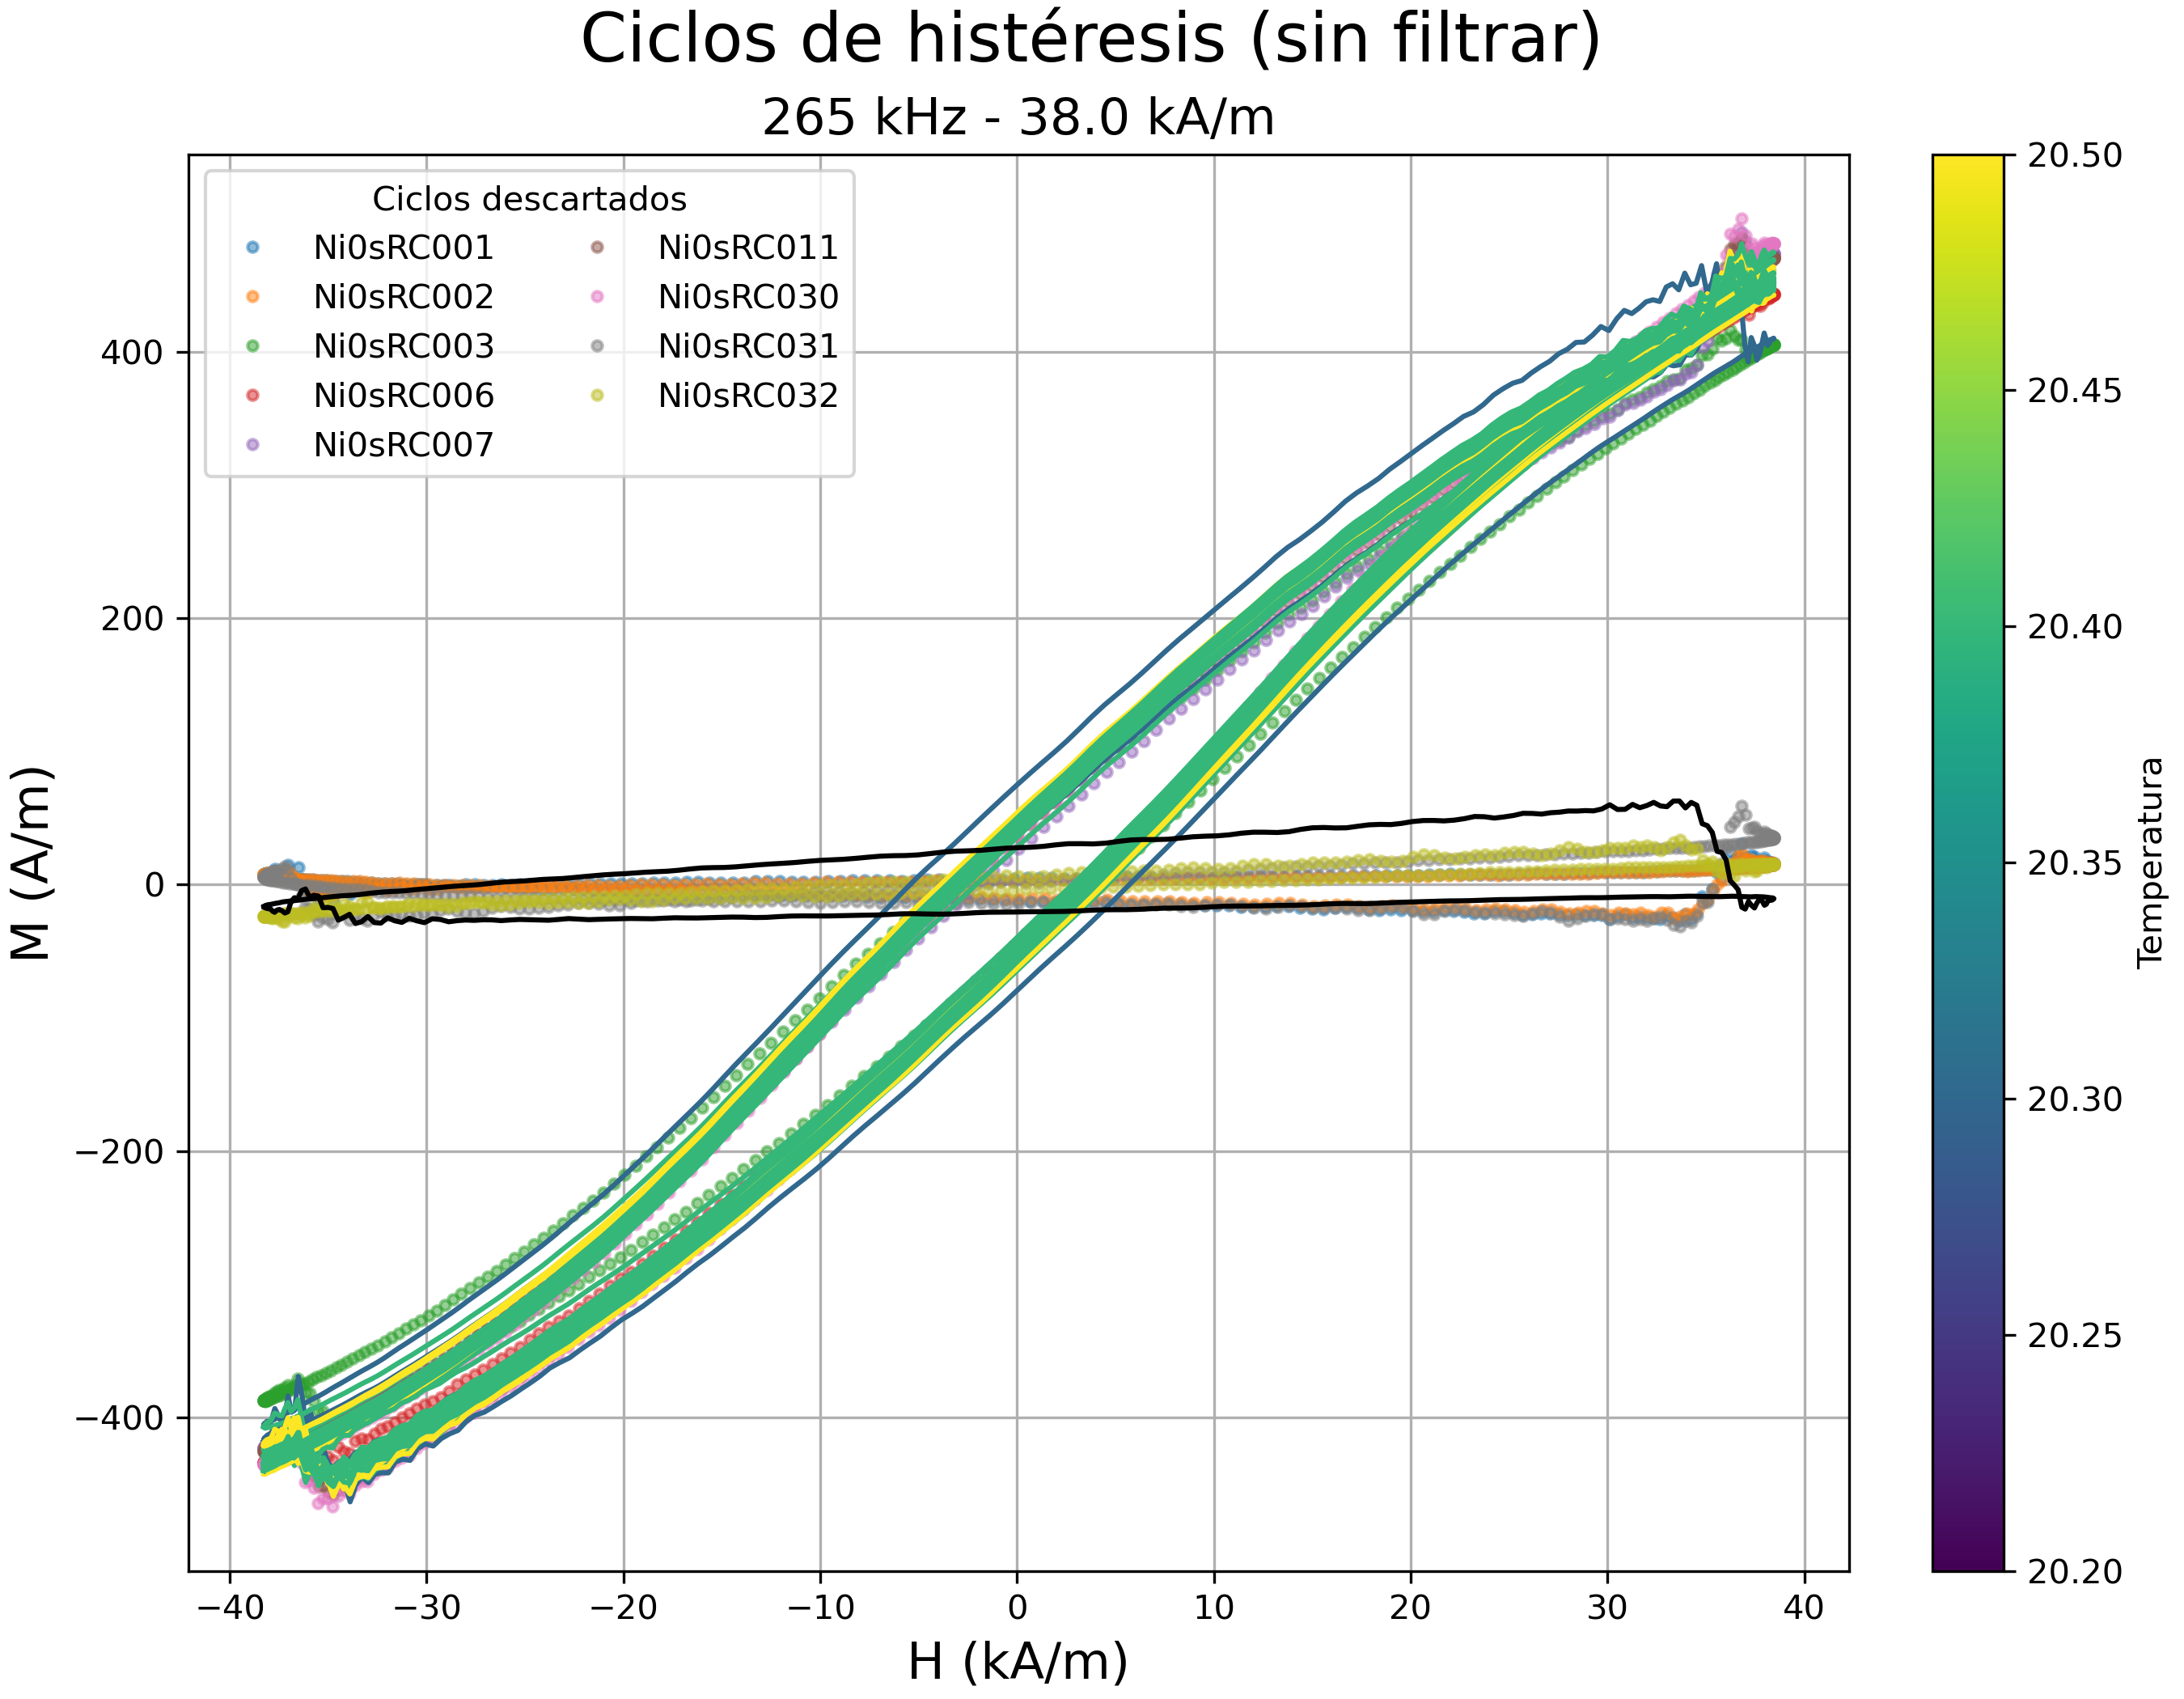 Ciclos de histéresis (sin filtrar)
265 kHz - 38.0 kA/m
Ciclos descartados
Ni0sRC001
Ni0sRC002
Ni0sRC003
Ni0sRC006
Ni0sRC007
Ni0sRC011
Ni0sRC030
Ni0sRC031
Ni0sRC032
M (A/m)
400
200
0
−200
−400
−40 −30 −20 −10 0 10 20 30 40
H (kA/m)
20.50
20.45
20.40
20.35
20.30
20.25
20.20
Temperatura